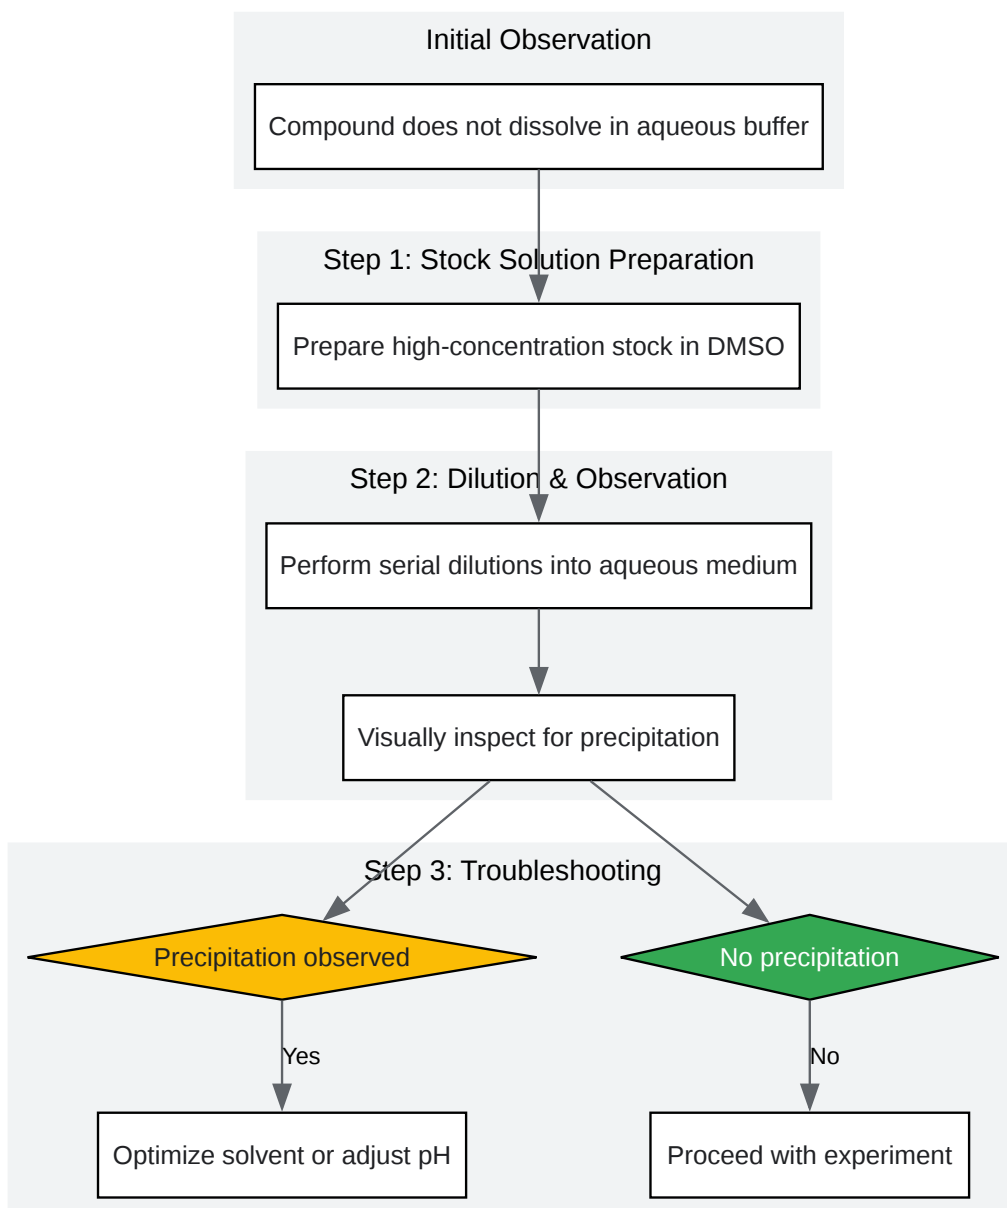 Initial Observation
Compound does not dissolve in aqueous buffer
Step 1: Stock Solution Preparation
Prepare high-concentration stock in DMSO
Step 2: Dilution & Observation
Perform serial dilutions into aqueous medium
Visually inspect for precipitation
Step 3: Troubleshooting
Precipitation observed
No precipitation
Yes
No
Optimize solvent or adjust pH
Proceed with experiment